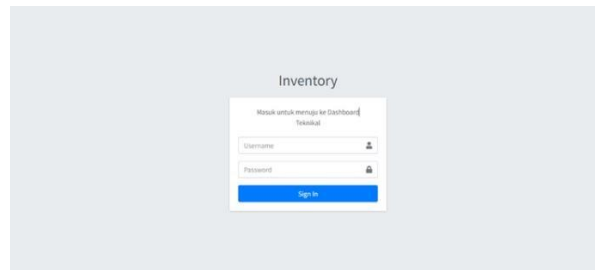 Inventory
Masuk untuk menuju ke Dashboard
Teknikal
Username
Password
Sign In